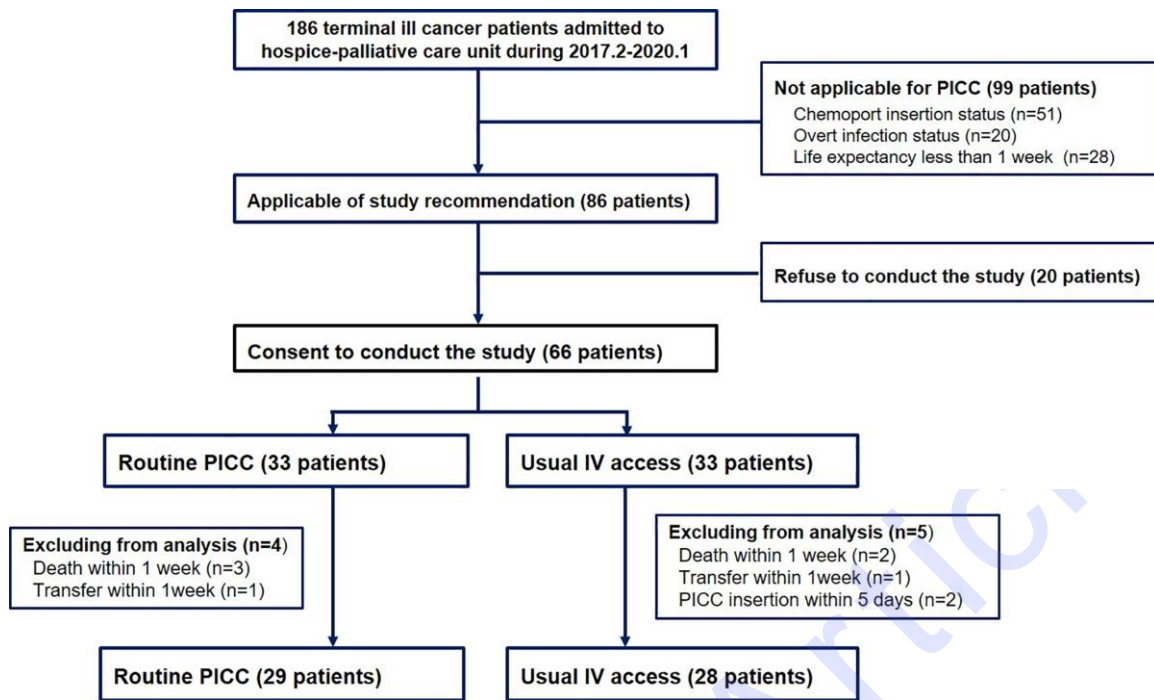 186 terminal ill cancer patients admitted to
hospice-palliative care unit during 2017.2-2020.1
Not applicable for PICC (99 patients)
Chemoport insertion status (n=51)
Overt infection status (n=20)
Life expectancy less than 1 week (n=28)
Applicable of study recommendation (86 patients)
Refuse to conduct the study (20 patients)
Consent to conduct the study (66 patients)
Routine PICC (33 patients)
Usual IV access (33 patients)
Excluding from analysis (n=4)
Death within 1 week (n=3)
Transfer within 1week (n=1)
Excluding from analysis (n=5)
Death within 1 week (n=2)
Transfer within 1week (n=1)
PICC insertion within 5 days (n=2)
Routine PICC (29 patients)
Usual IV access (28 patients)